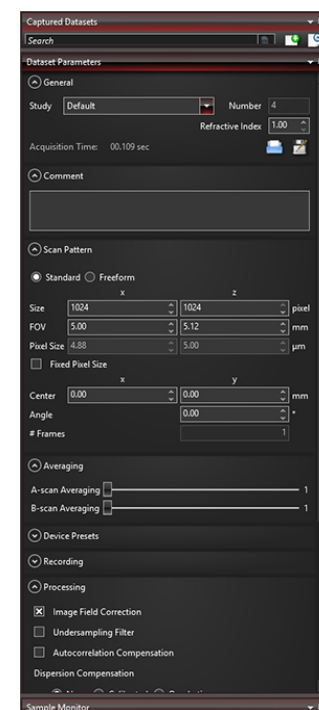 Captured Datasets
Search
Dataset Parameters
General
Study Default Number 4
Refractive Index 1.00
Acquisition Time: 00.109 sec
Comment
Scan Pattern
Standard Freeform
x z
Size 1024 1024 pixel
FOV 5.00 5.12 mm
Pixel Size 4.88 5.00 µm
Fixed Pixel Size
x y
Center 0.00 0.00 mm
Angle 0.00 °
# Frames 1
Averaging
A-scan Averaging 1
B-scan Averaging 1
Device Presets
Recording
Processing
Image Field Correction
Undersampling Filter
Autocorrelation Compensation
Dispersion Compensation
Sample Monitor